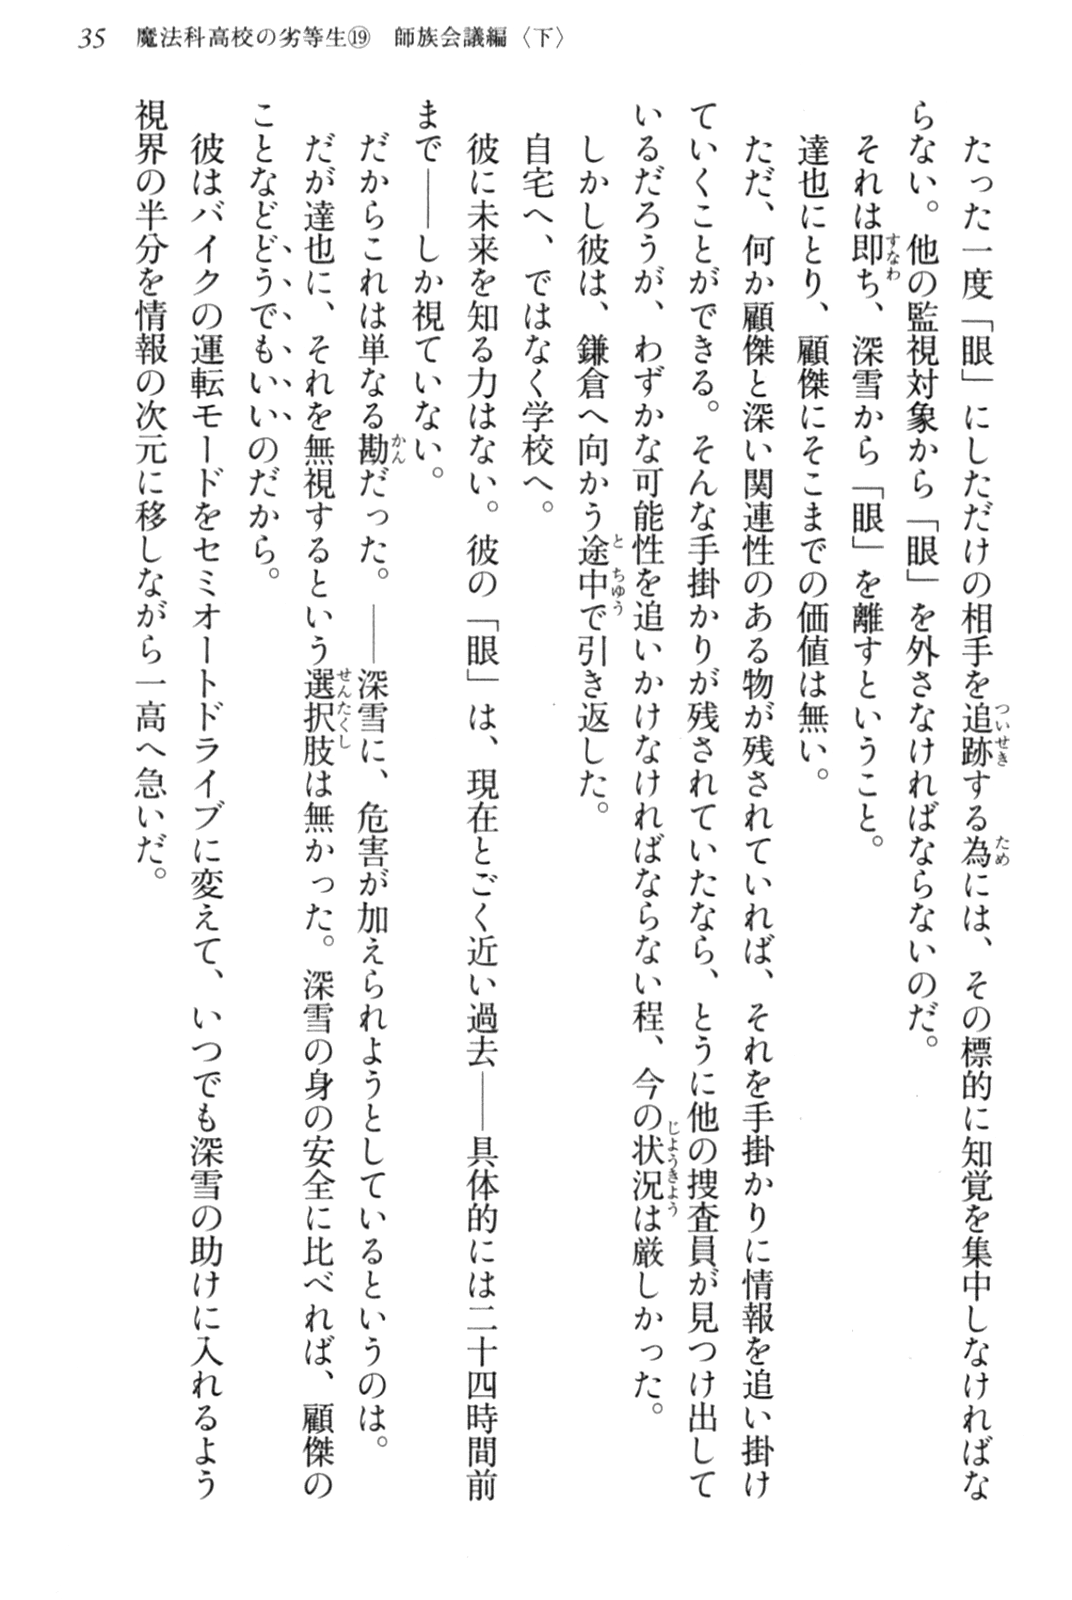 35 魔法科高校の劣等生⑲ 師族会議編〈下〉
たった一度「眼」にしただけの相手を追跡する為には、その標的に知覚を集中しなければな
らない。他の監視対象から「眼」を外さなければならないのだ。
それは即ち、深雪から「眼」を離すということ。
達也にとり、顧傑にそこまでの価値は無い。
ただ、何か顧傑と深い関連性のある物が残されていれば、それを手掛かりに情報を追い掛け
ていくことができる。そんな手掛かりが残されていたなら、とうに他の捜査員が見つけ出して
いるだろうが、わずかな可能性を追いかけなければならない程、今の状況は厳しかった。
しかし彼は、鎌倉へ向かう途中で引き返した。
自宅へ、ではなく学校へ。
彼に未来を知る力はない。彼の「眼」は、現在とごく近い過去――具体的には二十四時間前
まで――しか視ていない。
だからこれは単なる勘だった。――深雪に、危害が加えられようとしているというのは。
だが達也に、それを無視するという選択肢は無かった。深雪の身の安全に比べれば、顧傑の
ことなどどうでもいいのだから。
彼はバイクの運転モードをセミオートドライブに変えて、いつでも深雪の助けに入れるよう
視界の半分を情報の次元に移しながら一高へ急いだ。